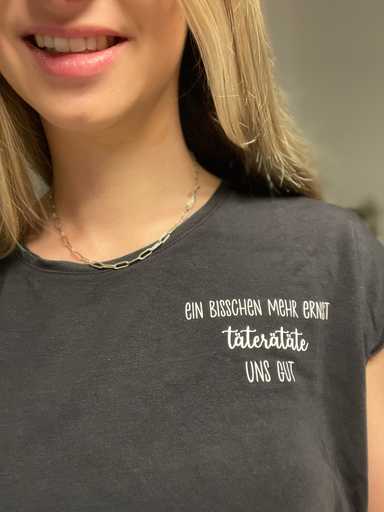 EIN BISSCHEN MEHR ERNST
täterätäte
UNS GUT